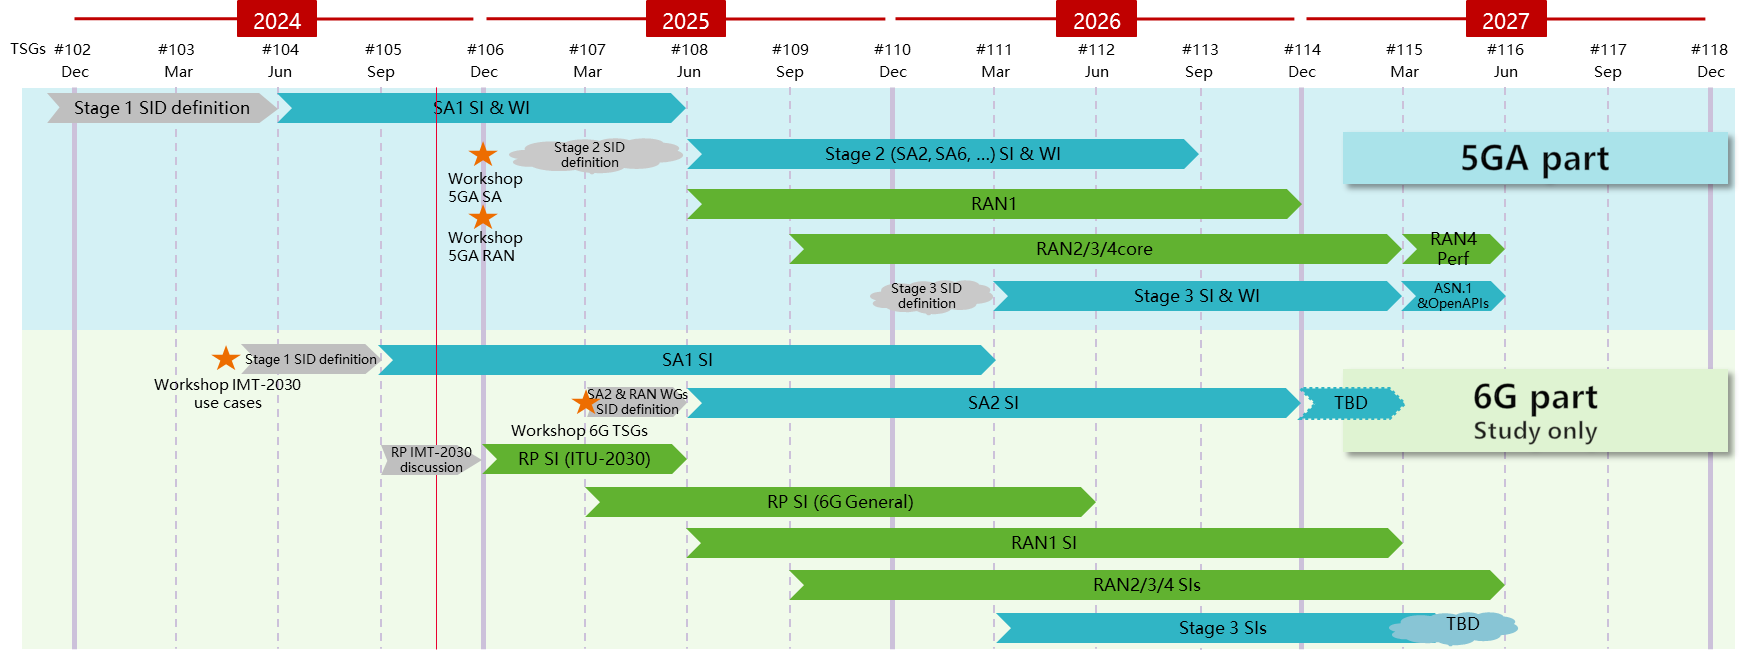 2024 2025 2026 2027
TSGs #102 #103 #104 #105 #106 #107 #108 #109 #110 #111 #112 #113 #114 #115 #116 #117 #118
Dec Mar Jun Sep Dec Mar Jun Sep Dec Mar Jun Sep Dec Mar Jun Sep Dec
Stage 1 SID definition
SA1 SI & WI
Stage 2 SID
definition
Stage 2 (SA2, SA6, ...) SI & WI
5GA part
Workshop
5GA SA
RAN1
Workshop
5GA RAN
RAN2/3/4core
RAN4
Perf
Stage 3 SID
definition
Stage 3 SI & WI
ASN.1
&OpenAPIs
Stage 1 SID definition
SA1 SI
Workshop IMT-2030
use cases
SA2 & RAN WGs
SID definition
SA2 SI
TBD
6G part
Study only
Workshop 6G TSGs
RP IMT-2030
discussion
RP SI (ITU-2030)
RP SI (6G General)
RAN1 SI
RAN2/3/4 SIs
Stage 3 SIs
TBD